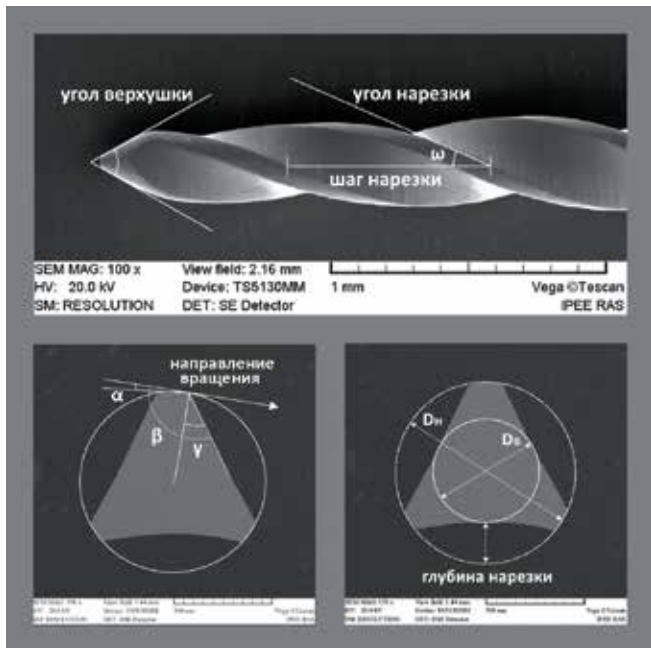 угол верхушки
угол нарезки
ω
шаг нарезки
SEM MAG: 100 x View field: 2.16 mm
HV: 20.0 kV Device: TS5130MM 1 mm Vega ©Tescan
SM: RESOLUTION DET: SE Detector IPEE RAS
направление
вращения
α
β
γ
Dн
Dв
глубина нарезки